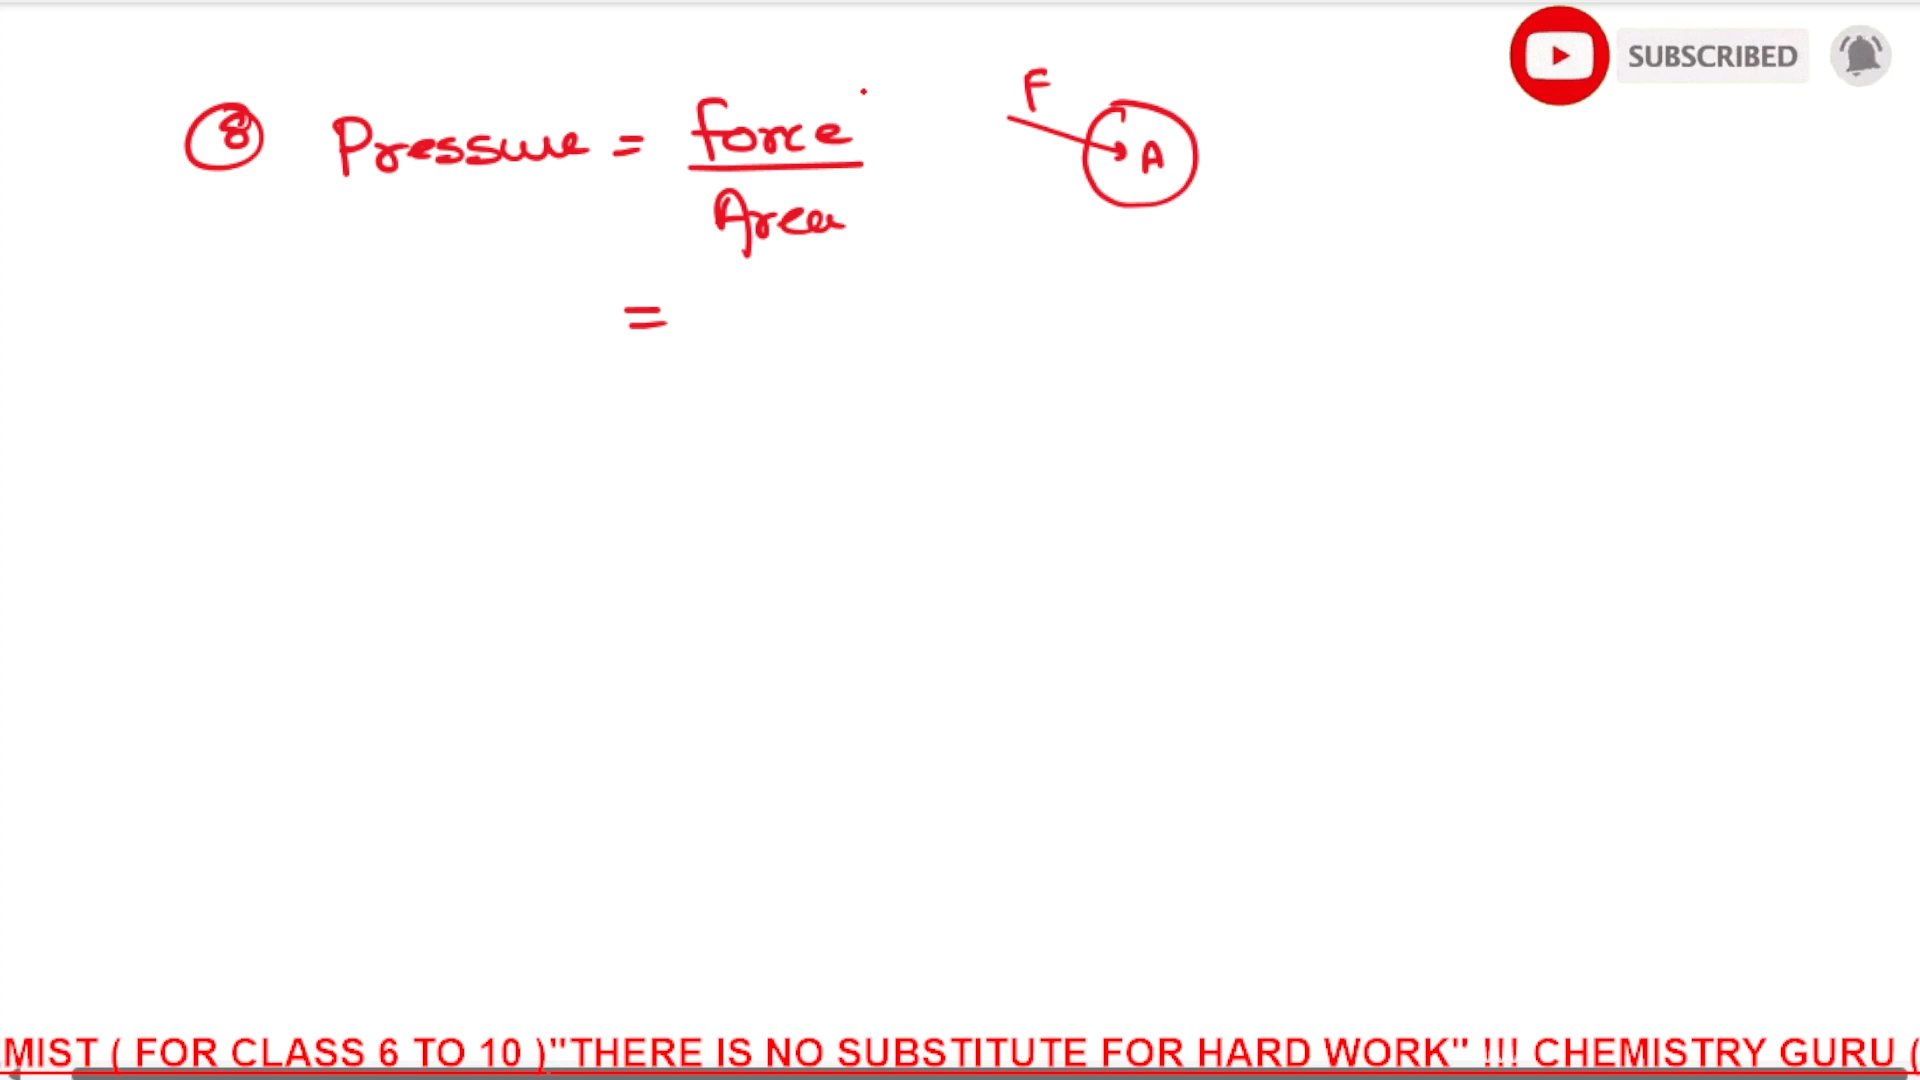 SUBSCRIBED
⑧ Pressure = force / Area
F
A
=
MIST ( FOR CLASS 6 TO 10 )"THERE IS NO SUBSTITUTE FOR HARD WORK" !!! CHEMISTRY GURU (